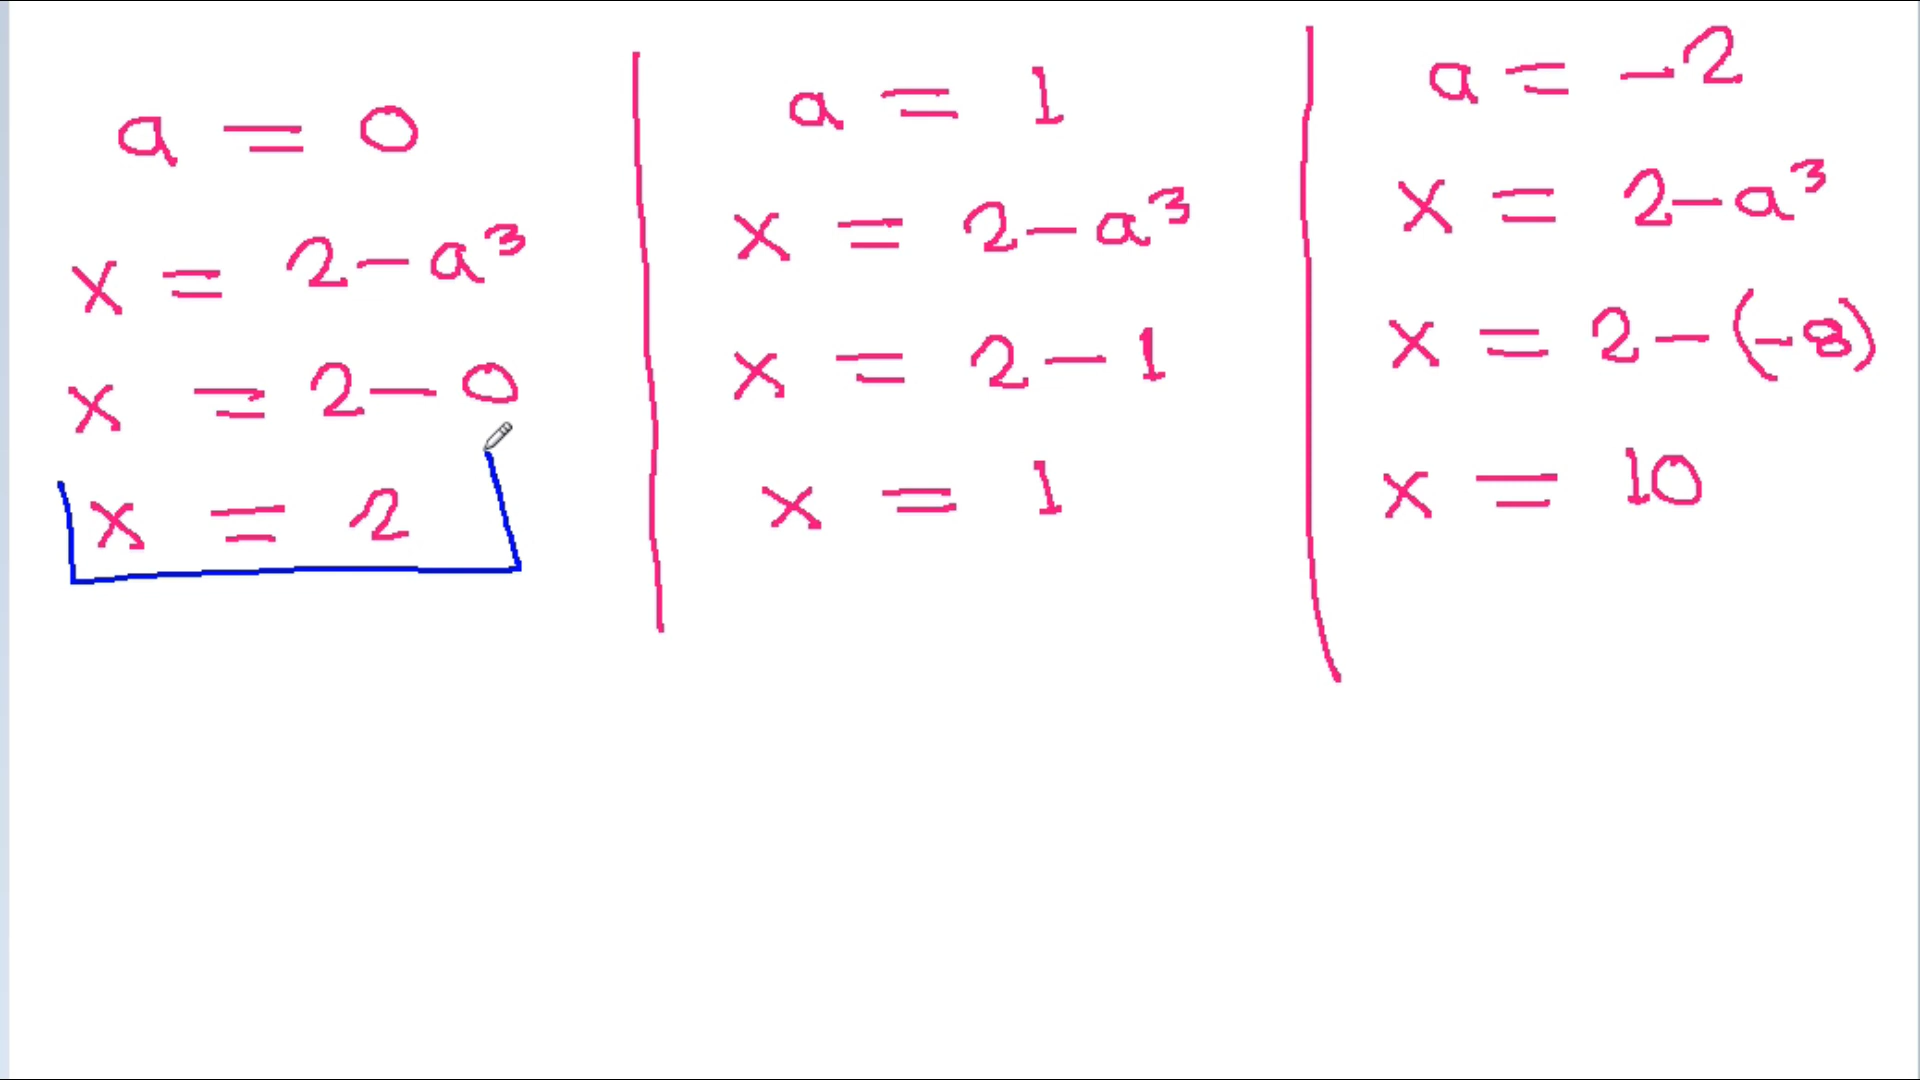 a = 0
x = 2 - a³
x = 2 - 0
x = 2
a = 1
x = 2 - a³
x = 2 - 1
x = 1
a = -2
x = 2 - a³
x = 2 - (-8)
x = 10